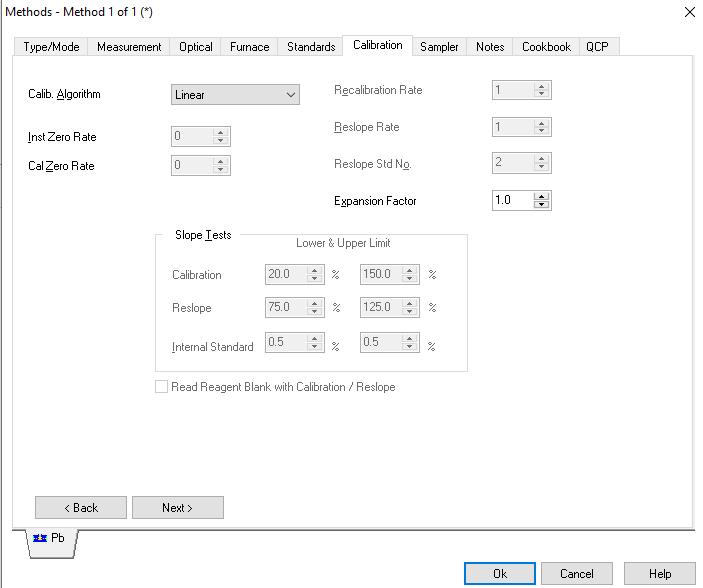 Methods - Method 1 of 1 (*)
Type/Mode Measurement Optical Furnace Standards Calibration Sampler Notes Cookbook QCP
Calib. Algorithm Linear Recalibration Rate 1
Inst Zero Rate 0 Reslope Rate 1
Cal Zero Rate 0 Reslope Std No. 2
Expansion Factor 1.0
Slope Tests Lower & Upper Limit
Calibration 20.0 % 150.0 %
Reslope 75.0 % 125.0 %
Internal Standard 0.5 % 0.5 %
Read Reagent Blank with Calibration / Reslope
< Back Next >
Pb
Ok Cancel Help